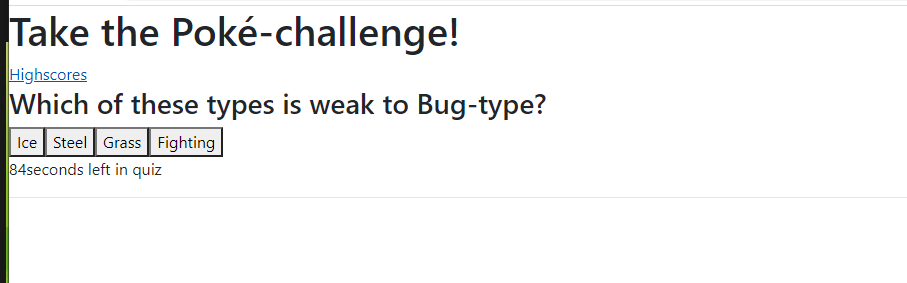 Take the Poké-challenge!
Highscores
Which of these types is weak to Bug-type?
Ice Steel Grass Fighting
84seconds left in quiz